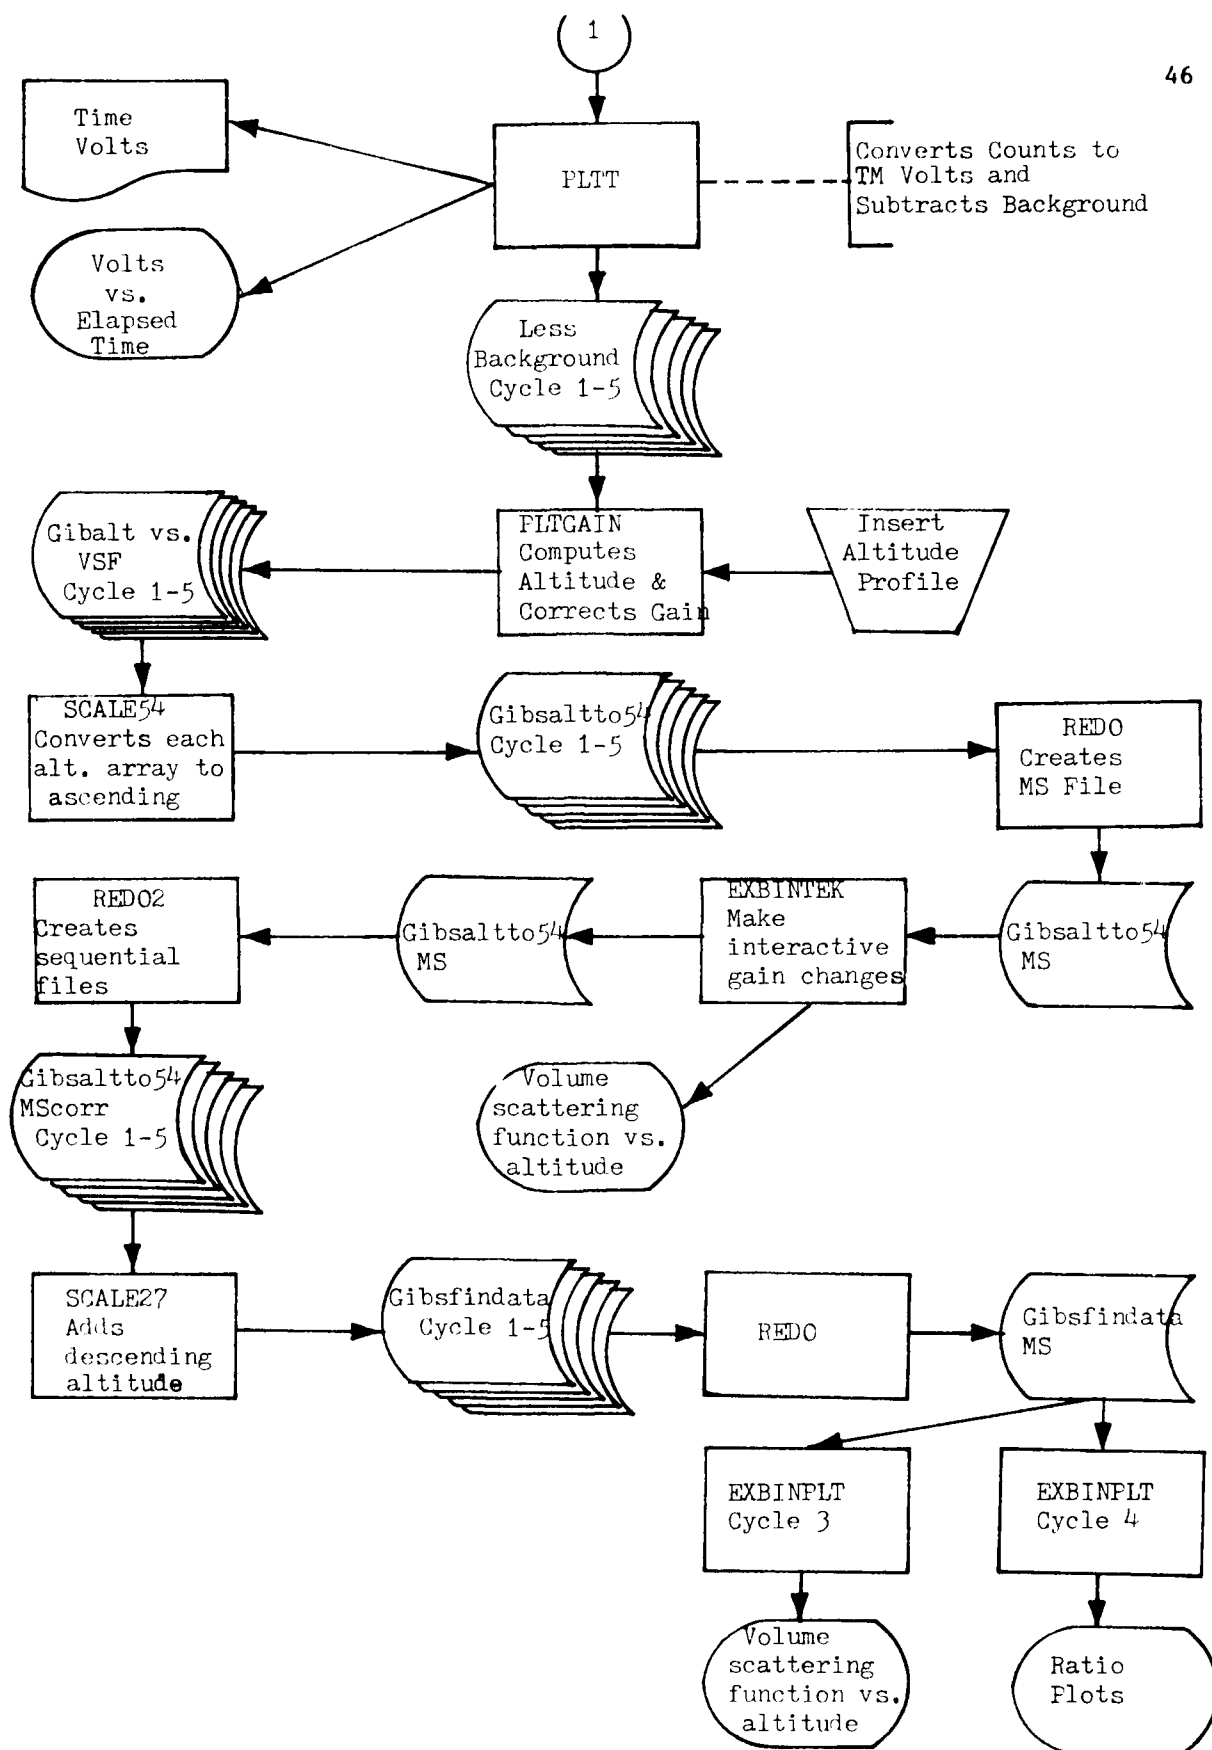 1
46
Time
Volts
PLTT
Converts Counts to
TM Volts and
Subtracts Background
Volts
vs.
Elapsed
Time
Less
Background
Cycle 1-5
Gibalt vs.
VSF
Cycle 1-5
PLTGAIN
Computes
Altitude &
Corrects Gain
Insert
Altitude
Profile
SCALE54
Converts each
alt. array to
ascending
Gibsaltto54
Cycle 1-5
REDO
Creates
MS File
REDO2
Creates
sequential
files
Gibsaltto54
MS
EXBINTEK
Make
interactive
gain changes
Gibsaltto54
MS
Gibsaltto54
MScorr
Cycle 1-5
Volume
scattering
function vs.
altitude
SCALE27
Adds
descending
altitude
Gibsfindata
Cycle 1-5
REDO
Gibsfindata
MS
EXBINPLT
Cycle 3
EXBINPLT
Cycle 4
Volume
scattering
function vs.
altitude
Ratio
Plots